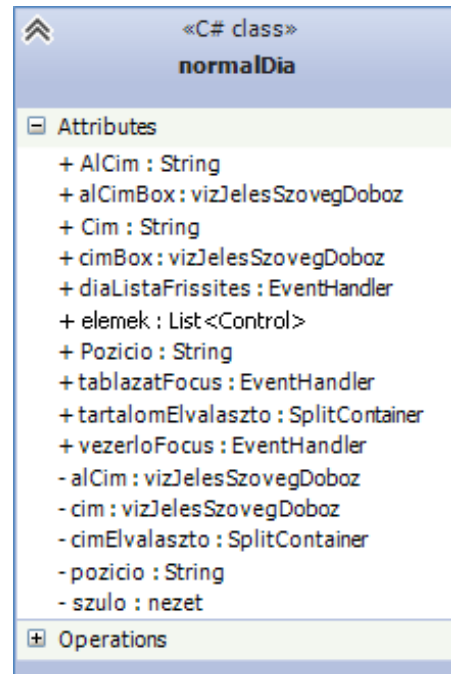 «C# class»
normalDia
Attributes
+ AlCim : String
+ alCimBox : vizJelesSzovegDoboz
+ Cim : String
+ cimBox : vizJelesSzovegDoboz
+ diaListaFrissites : EventHandler
+ elemek : List<Control>
+ Pozicio : String
+ tablazatFocus : EventHandler
+ tartalomElvalaszto : SplitContainer
+ vezerloFocus : EventHandler
- alCim : vizJelesSzovegDoboz
- cim : vizJelesSzovegDoboz
- cimElvalaszto : SplitContainer
- pozicio : String
- szulo : nezet
Operations